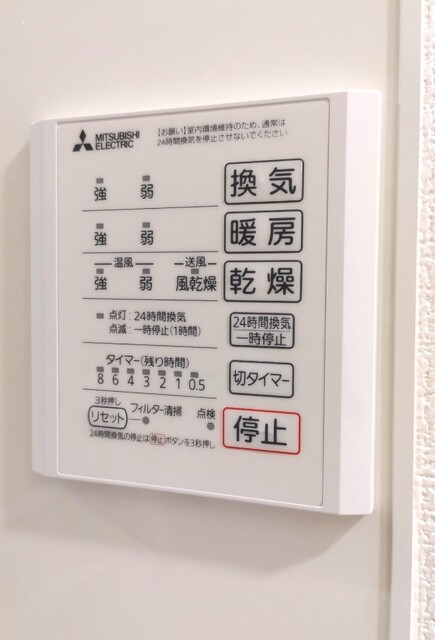 MITSUBISHI
ELECTRIC
【お願い】室内環境維持のため、通常は
24時間換気を停止させないでください
強 弱 換気
強 弱 暖房
温風 送風
強 弱 風乾燥 乾燥
点灯:24時間換気
点滅:一時停止(1時間)
24時間換気
一時停止
タイマー(残り時間)
8 6 4 3 2 1 0.5
切タイマー
3秒押し
リセット フィルター清掃 点検
24時間換気の停止は停止ボタンを3秒押し
停止